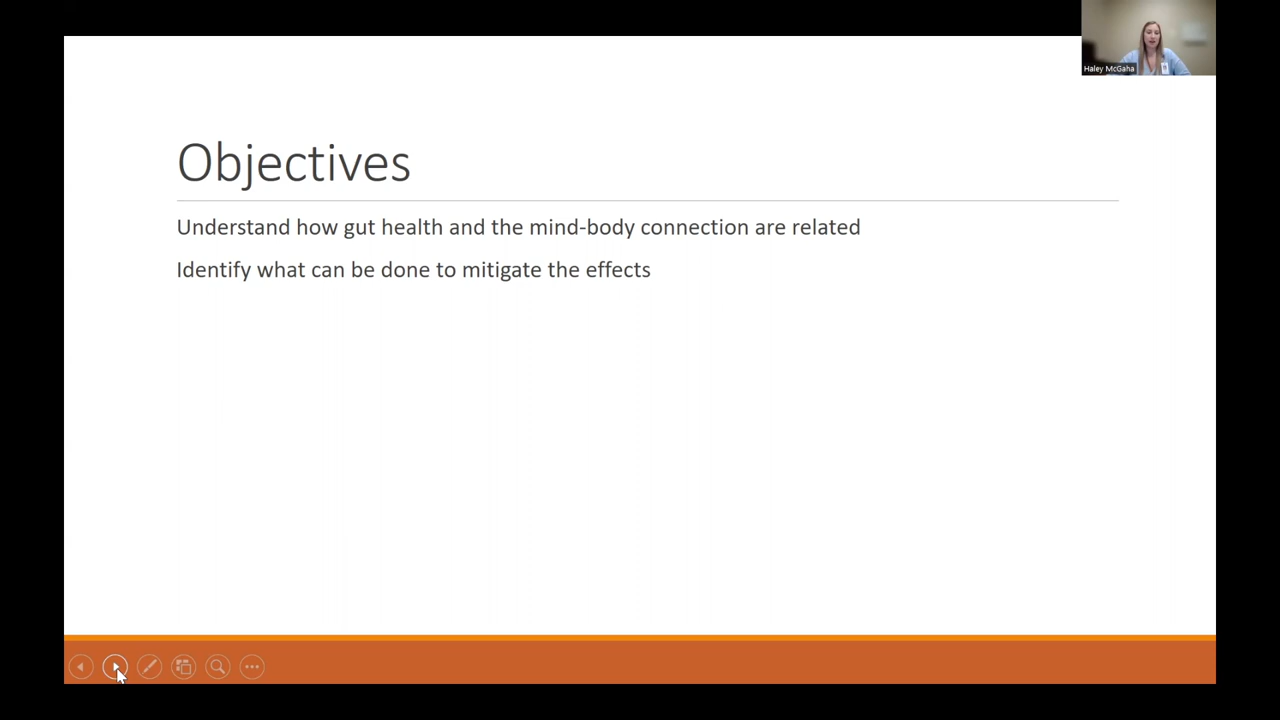 Haley McGaha
Objectives
Understand how gut health and the mind-body connection are related
Identify what can be done to mitigate the effects